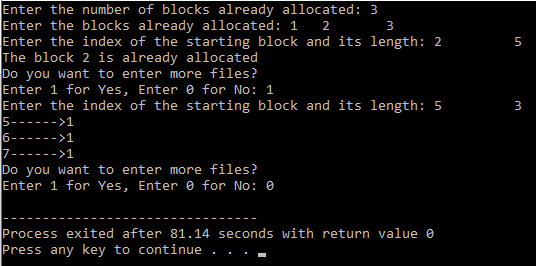 Enter the number of blocks already allocated: 3
Enter the blocks already allocated: 1   2       3
Enter the index of the starting block and its length: 2         5
The block 2 is already allocated
Do you want to enter more files?
Enter 1 for Yes, Enter 0 for No: 1
Enter the index of the starting block and its length: 5         3
5------>1
6------>1
7------>1
Do you want to enter more files?
Enter 1 for Yes, Enter 0 for No: 0
--------------------------------
Process exited after 81.14 seconds with return value 0
Press any key to continue . . .